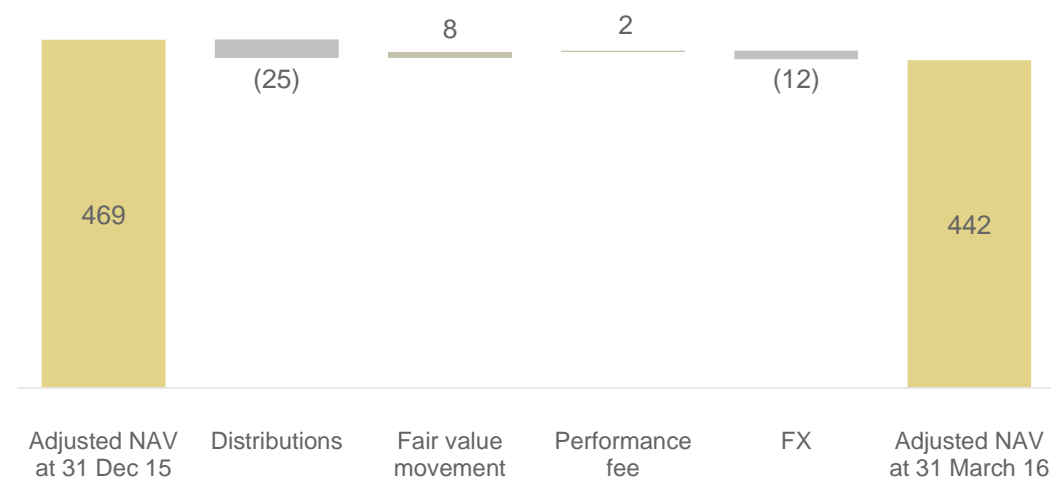 8
2
(25)
(12)
469
442
Adjusted NAV
at 31 Dec 15
Distributions
Fair value
movement
Performance
fee
FX
Adjusted NAV
at 31 March 16